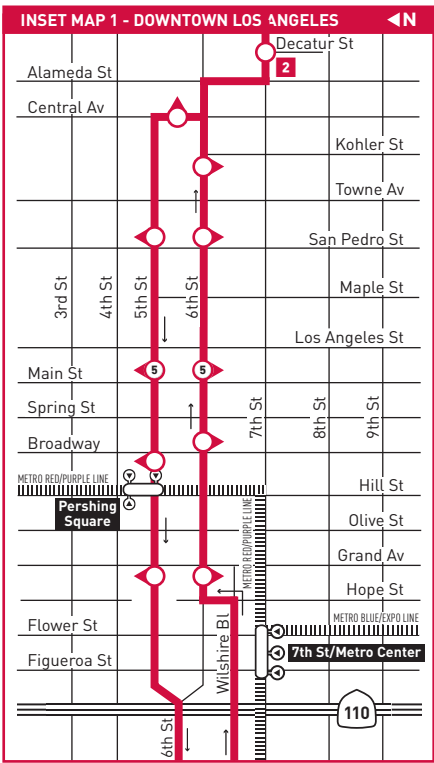 INSET MAP 1 - DOWNTOWN LOS ANGELES
N
Decatur St
2
Alameda St
Central Av
Kohler St
Towne Av
San Pedro St
3rd St
4th St
5th St
6th St
Maple St
Los Angeles St
Main St
5
5
Spring St
7th St
8th St
9th St
Broadway
METRO RED/PURPLE LINE
Hill St
Pershing
Square
Olive St
METRO RED/PURPLE LINE
Grand Av
Hope St
METRO BLUE/EXPO LINE
Flower St
Wilshire Bl
7th St/Metro Center
Figueroa St
110
6th St